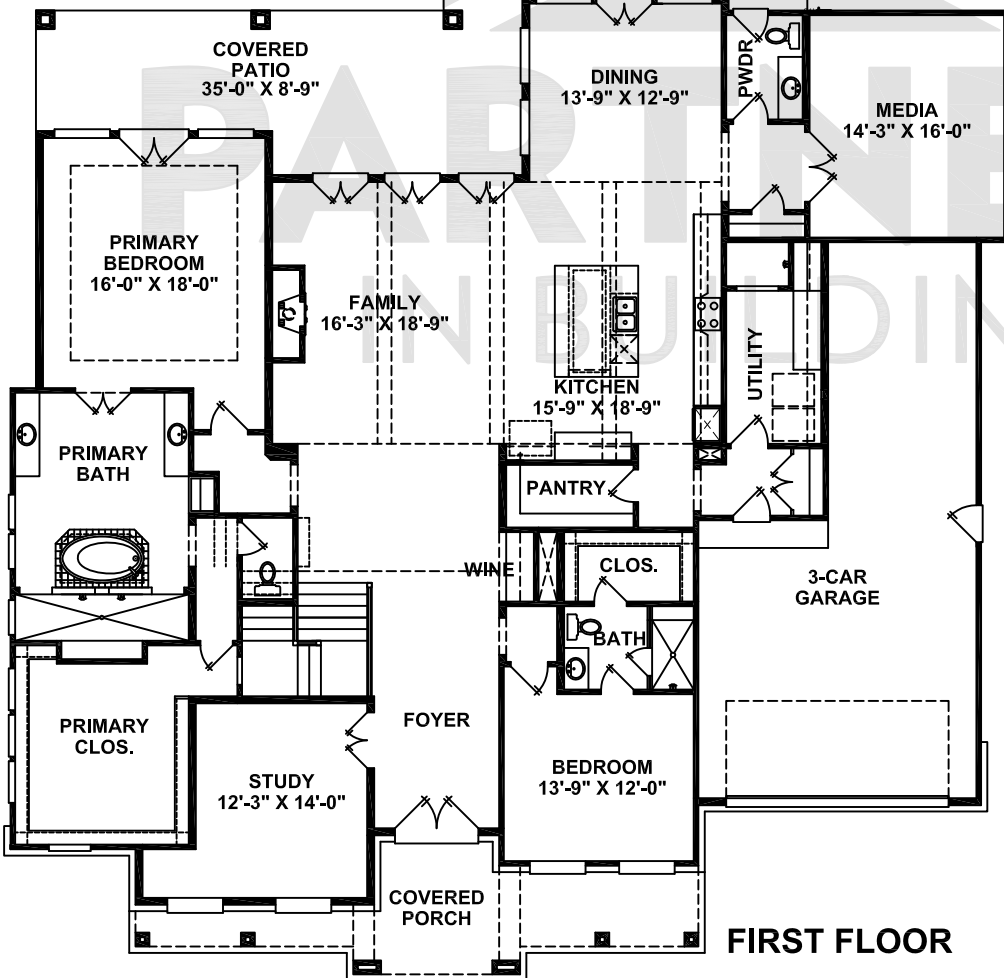 COVERED
PATIO
35'-0" X 8'-9"
DINING
13'-9" X 12'-9"
PWDR
MEDIA
14'-3" X 16'-0"
PRIMARY
BEDROOM
16'-0" X 18'-0"
FAMILY
16'-3" X 18'-9"
KITCHEN
15'-9" X 18'-9"
UTILITY
PRIMARY
BATH
PANTRY
WINE
CLOS.
3-CAR
GARAGE
BATH
PRIMARY
CLOS.
FOYER
STUDY
12'-3" X 14'-0"
BEDROOM
13'-9" X 12'-0"
COVERED
PORCH
FIRST FLOOR
PARTNE
IN BUILDIN